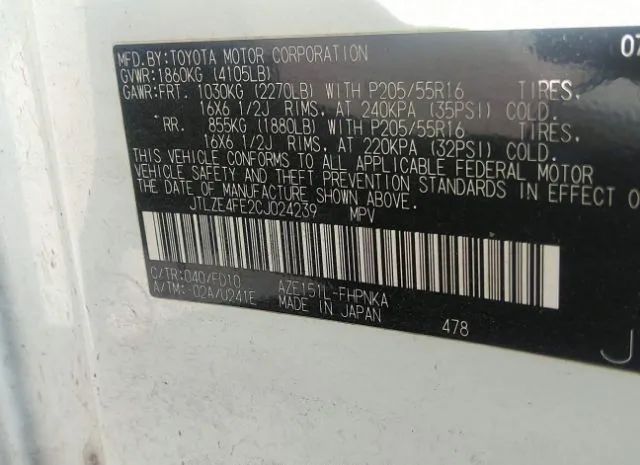 MFD.BY:TOYOTA MOTOR CORPORATION 07
GVWR:1860KG (4105LB)
GAWR:FRT. 1030KG (2270LB) WITH P205/55R16 TIRES,
16X6 1/2J RIMS, AT 240KPA (35PSI) COLD.
RR. 855KG (1880LB) WITH P205/55R16 TIRES,
16X6 1/2J RIMS, AT 220KPA (32PSI) COLD.
THIS VEHICLE CONFORMS TO ALL APPLICABLE FEDERAL MOTOR
VEHICLE SAFETY AND THEFT PREVENTION STANDARDS IN EFFECT O
THE DATE OF MANUFACTURE SHOWN ABOVE.
JTLZE4FE2CJ024239 MPV
C/TR:040/FD10 AZE151L-FHPNKA
A/TM:-02A/U241E MADE IN JAPAN
478
J